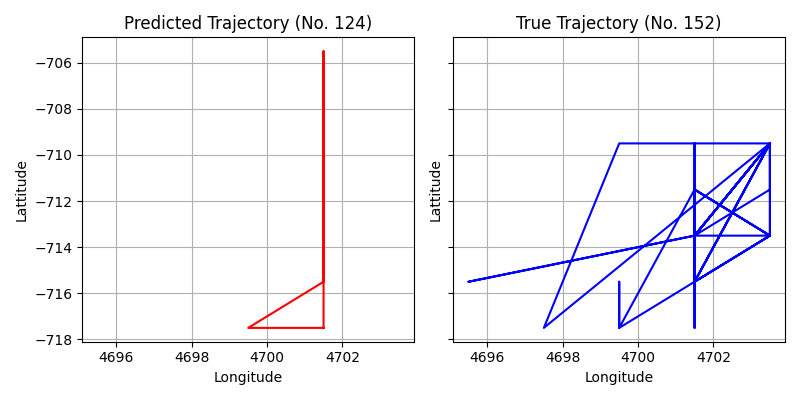 Predicted Trajectory (No. 124)
True Trajectory (No. 152)
Lattitude
−706
−708
−710
−712
−714
−716
−718
4696 4698 4700 4702
Longitude
Lattitude
4696 4698 4700 4702
Longitude